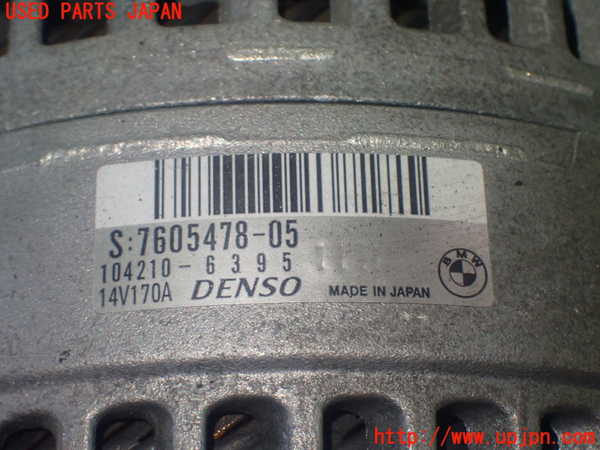 USED PARTS JAPAN
S:7605478-05
104210-6395
14V170A DENSO MADE IN JAPAN
BMW
http://www.upjpn.com/